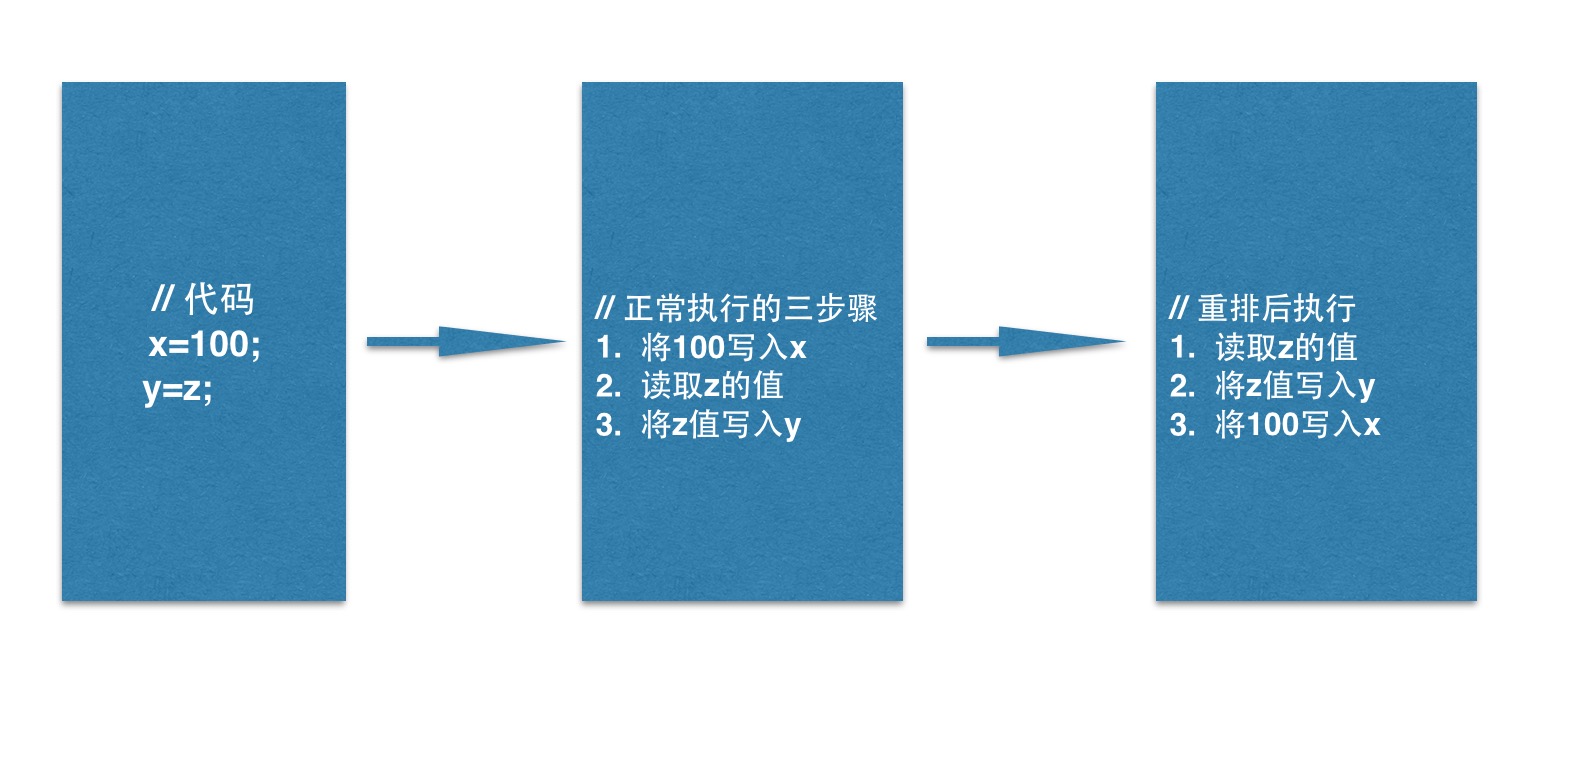 // 代码
x=100;
y=z;
// 正常执行的三步骤
1. 将100写入x
2. 读取z的值
3. 将z值写入y
// 重排后执行
1. 读取z的值
2. 将z值写入y
3. 将100写入x